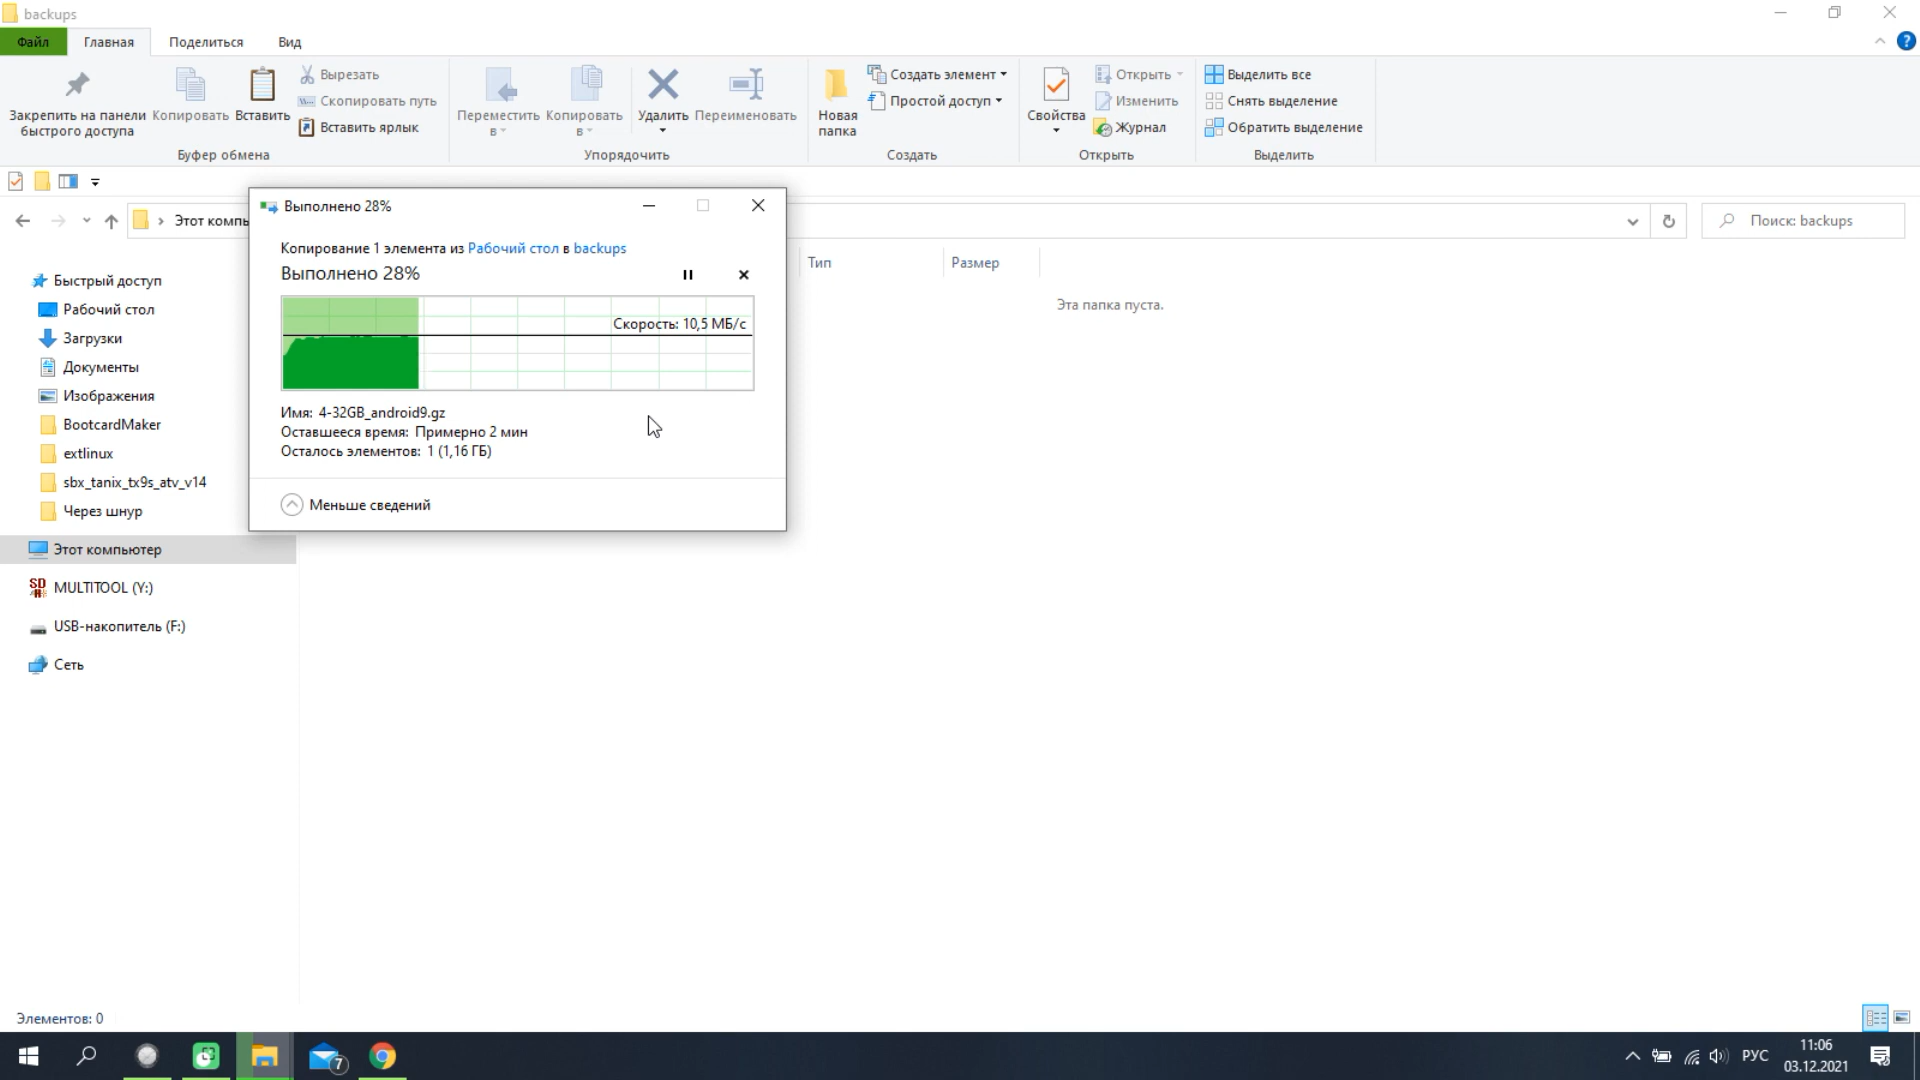 backups
Файл Главная Поделиться Вид
Закрепить на панели быстрого доступа
Копировать
Вставить
Вырезать
Скопировать путь
Вставить ярлык
Буфер обмена
Переместить в
Копировать в
Удалить
Переименовать
Упорядочить
Новая папка
Создать элемент
Простой доступ
Создать
Свойства
Открыть
Изменить
Журнал
Открыть
Выделить все
Снять выделение
Обратить выделение
Выделить
Поиск: backups
Тип Размер
Эта папка пуста.
Выполнено 28%
Копирование 1 элемента из Рабочий стол в backups
Выполнено 28%
Скорость: 10,5 МБ/с
Имя: 4-32GB_android9.gz
Оставшееся время: Примерно 2 мин
Осталось элементов: 1 (1,16 ГБ)
Меньше сведений
Быстрый доступ
Рабочий стол
Загрузки
Документы
Изображения
BootcardMaker
extlinux
sbx_tanix_tx9s_atv_v14
Через шнур
Этот компьютер
MULTITOOL (Y:)
USB-накопитель (F:)
Сеть
Элементов: 0
7
РУС
11:06
03.12.2021